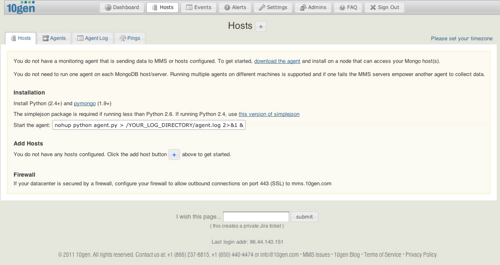 10gen
Dashboard Hosts Events Alerts Settings Admins FAQ Sign Out
Hosts +
Hosts Agents Agent Log Pings Please set your timezone
You do not have a monitoring agent that is sending data to MMS or hosts configured. To get started, download the agent and install on a node that can access your Mongo host(s).
You do not need to run one agent on each MongoDB host/server. Running multiple agents on different machines is supported and if one fails the MMS servers empower another agent to collect data.
Installation
Install Python (2.4+) and pymongo (1.9+)
The simplejson package is required if running less than Python 2.6. If running Python 2.4, use this version of simplejson
Start the agent: nohup python agent.py > /YOUR_LOG_DIRECTORY/agent.log 2>&1 &
Add Hosts
You do not have any hosts configured. Click the add host button + above to get started.
Firewall
If your datacenter is secured by a firewall, configure your firewall to allow outbound connections on port 443 (SSL) to mms.10gen.com
I wish this page... submit
( this creates a private Jira ticket )
Last login addr: 86.44.142.151
© 2011 10gen. All rights reserved. Contact us at: +1 (866) 237-8815, +1 (650) 440-4474 or info@10gen.com • MMS Issues • 10gen Blog • Terms of Service • Privacy Policy